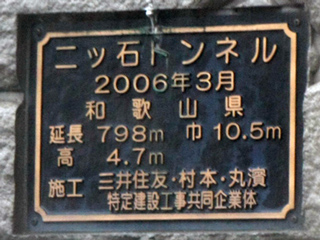 二ッ石トンネル
2006年3月
和歌山県
延長 798m 巾 10.5m
高 4.7m
施工 三井住友・村本・丸濱
特定建設工事共同企業体